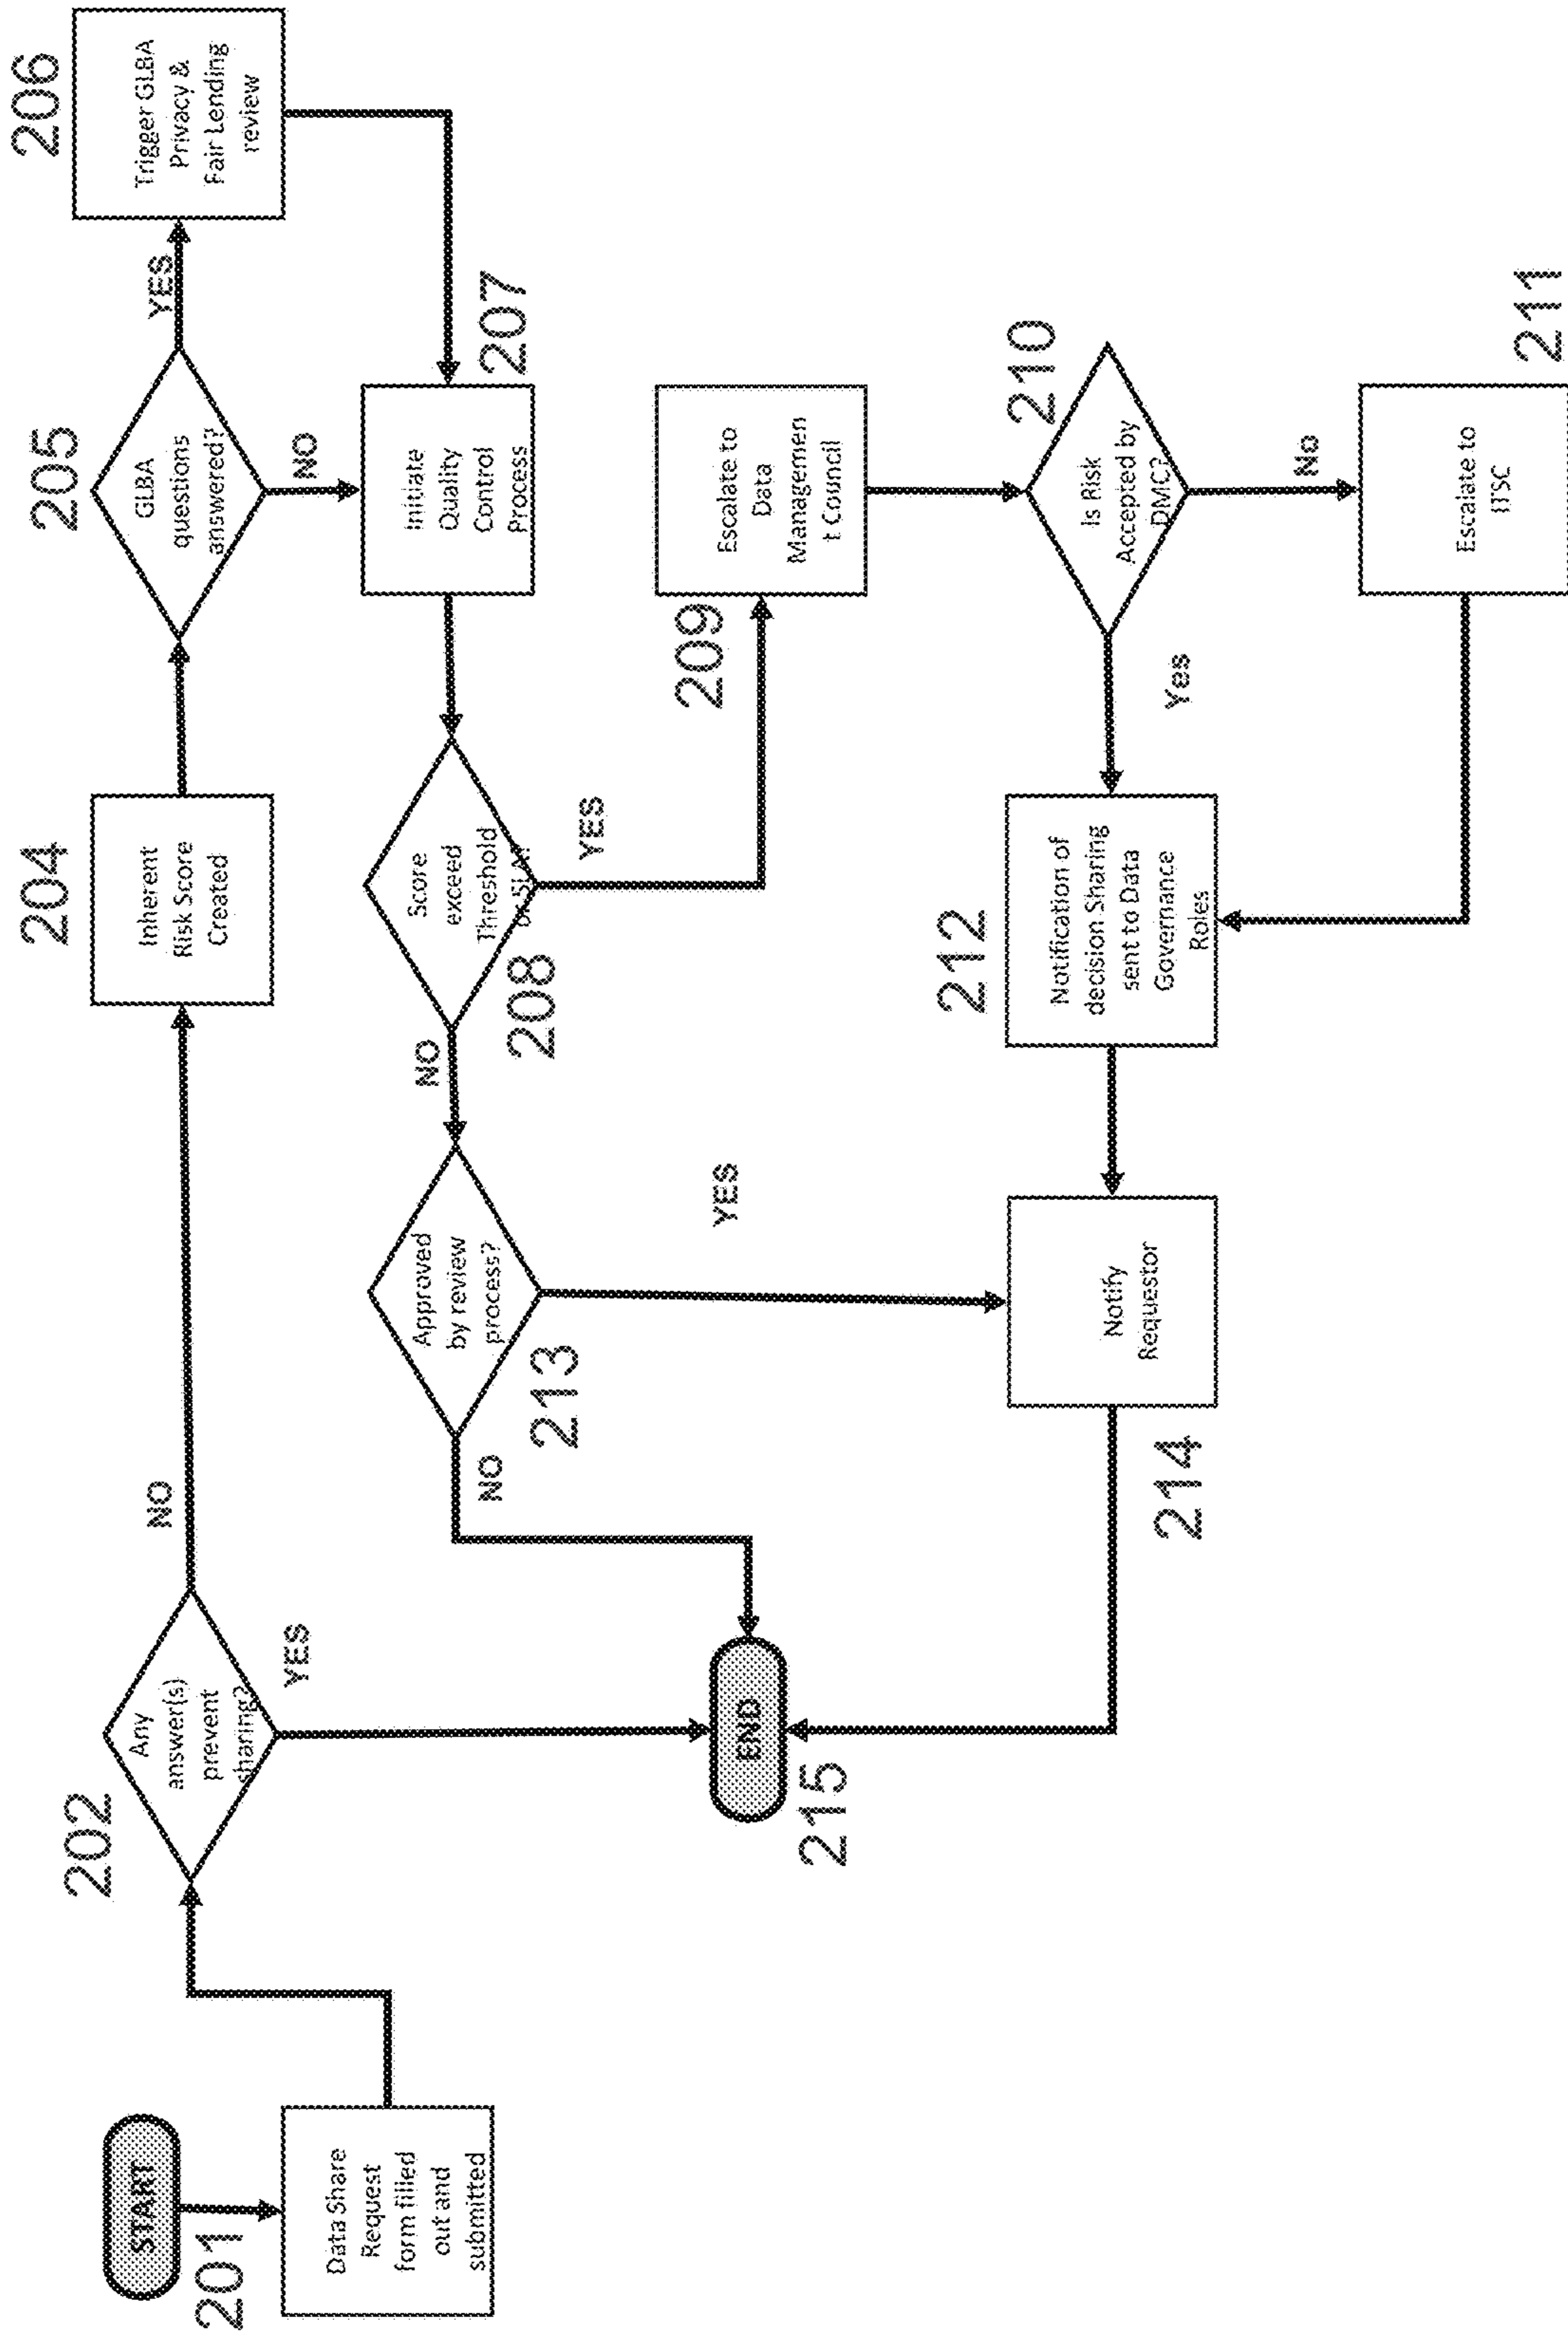 START
201
Data Share
Request
form filled
out and
submitted
202
Any
answer(s)
prevent
sharing?
NO
YES
204
Inherent
Risk Score
Created
205
GLBA
questions
answered?
YES
NO
206
Trigger GLBA
Privacy &
Fair Lending
review
207
Initiate
Quality
Control
Process
208
Score
exceed
Threshold
or SLA?
NO
YES
213
Approved
by review
process?
NO
YES
209
Escalate to
Data
Managemen
t Council
210
Is Risk
Accepted by
DMC?
Yes
No
211
Escalate to
ITSC
212
Notification of
decision Sharing
sent to Data
Governance
Roles
214
Notify
Requestor
END
215